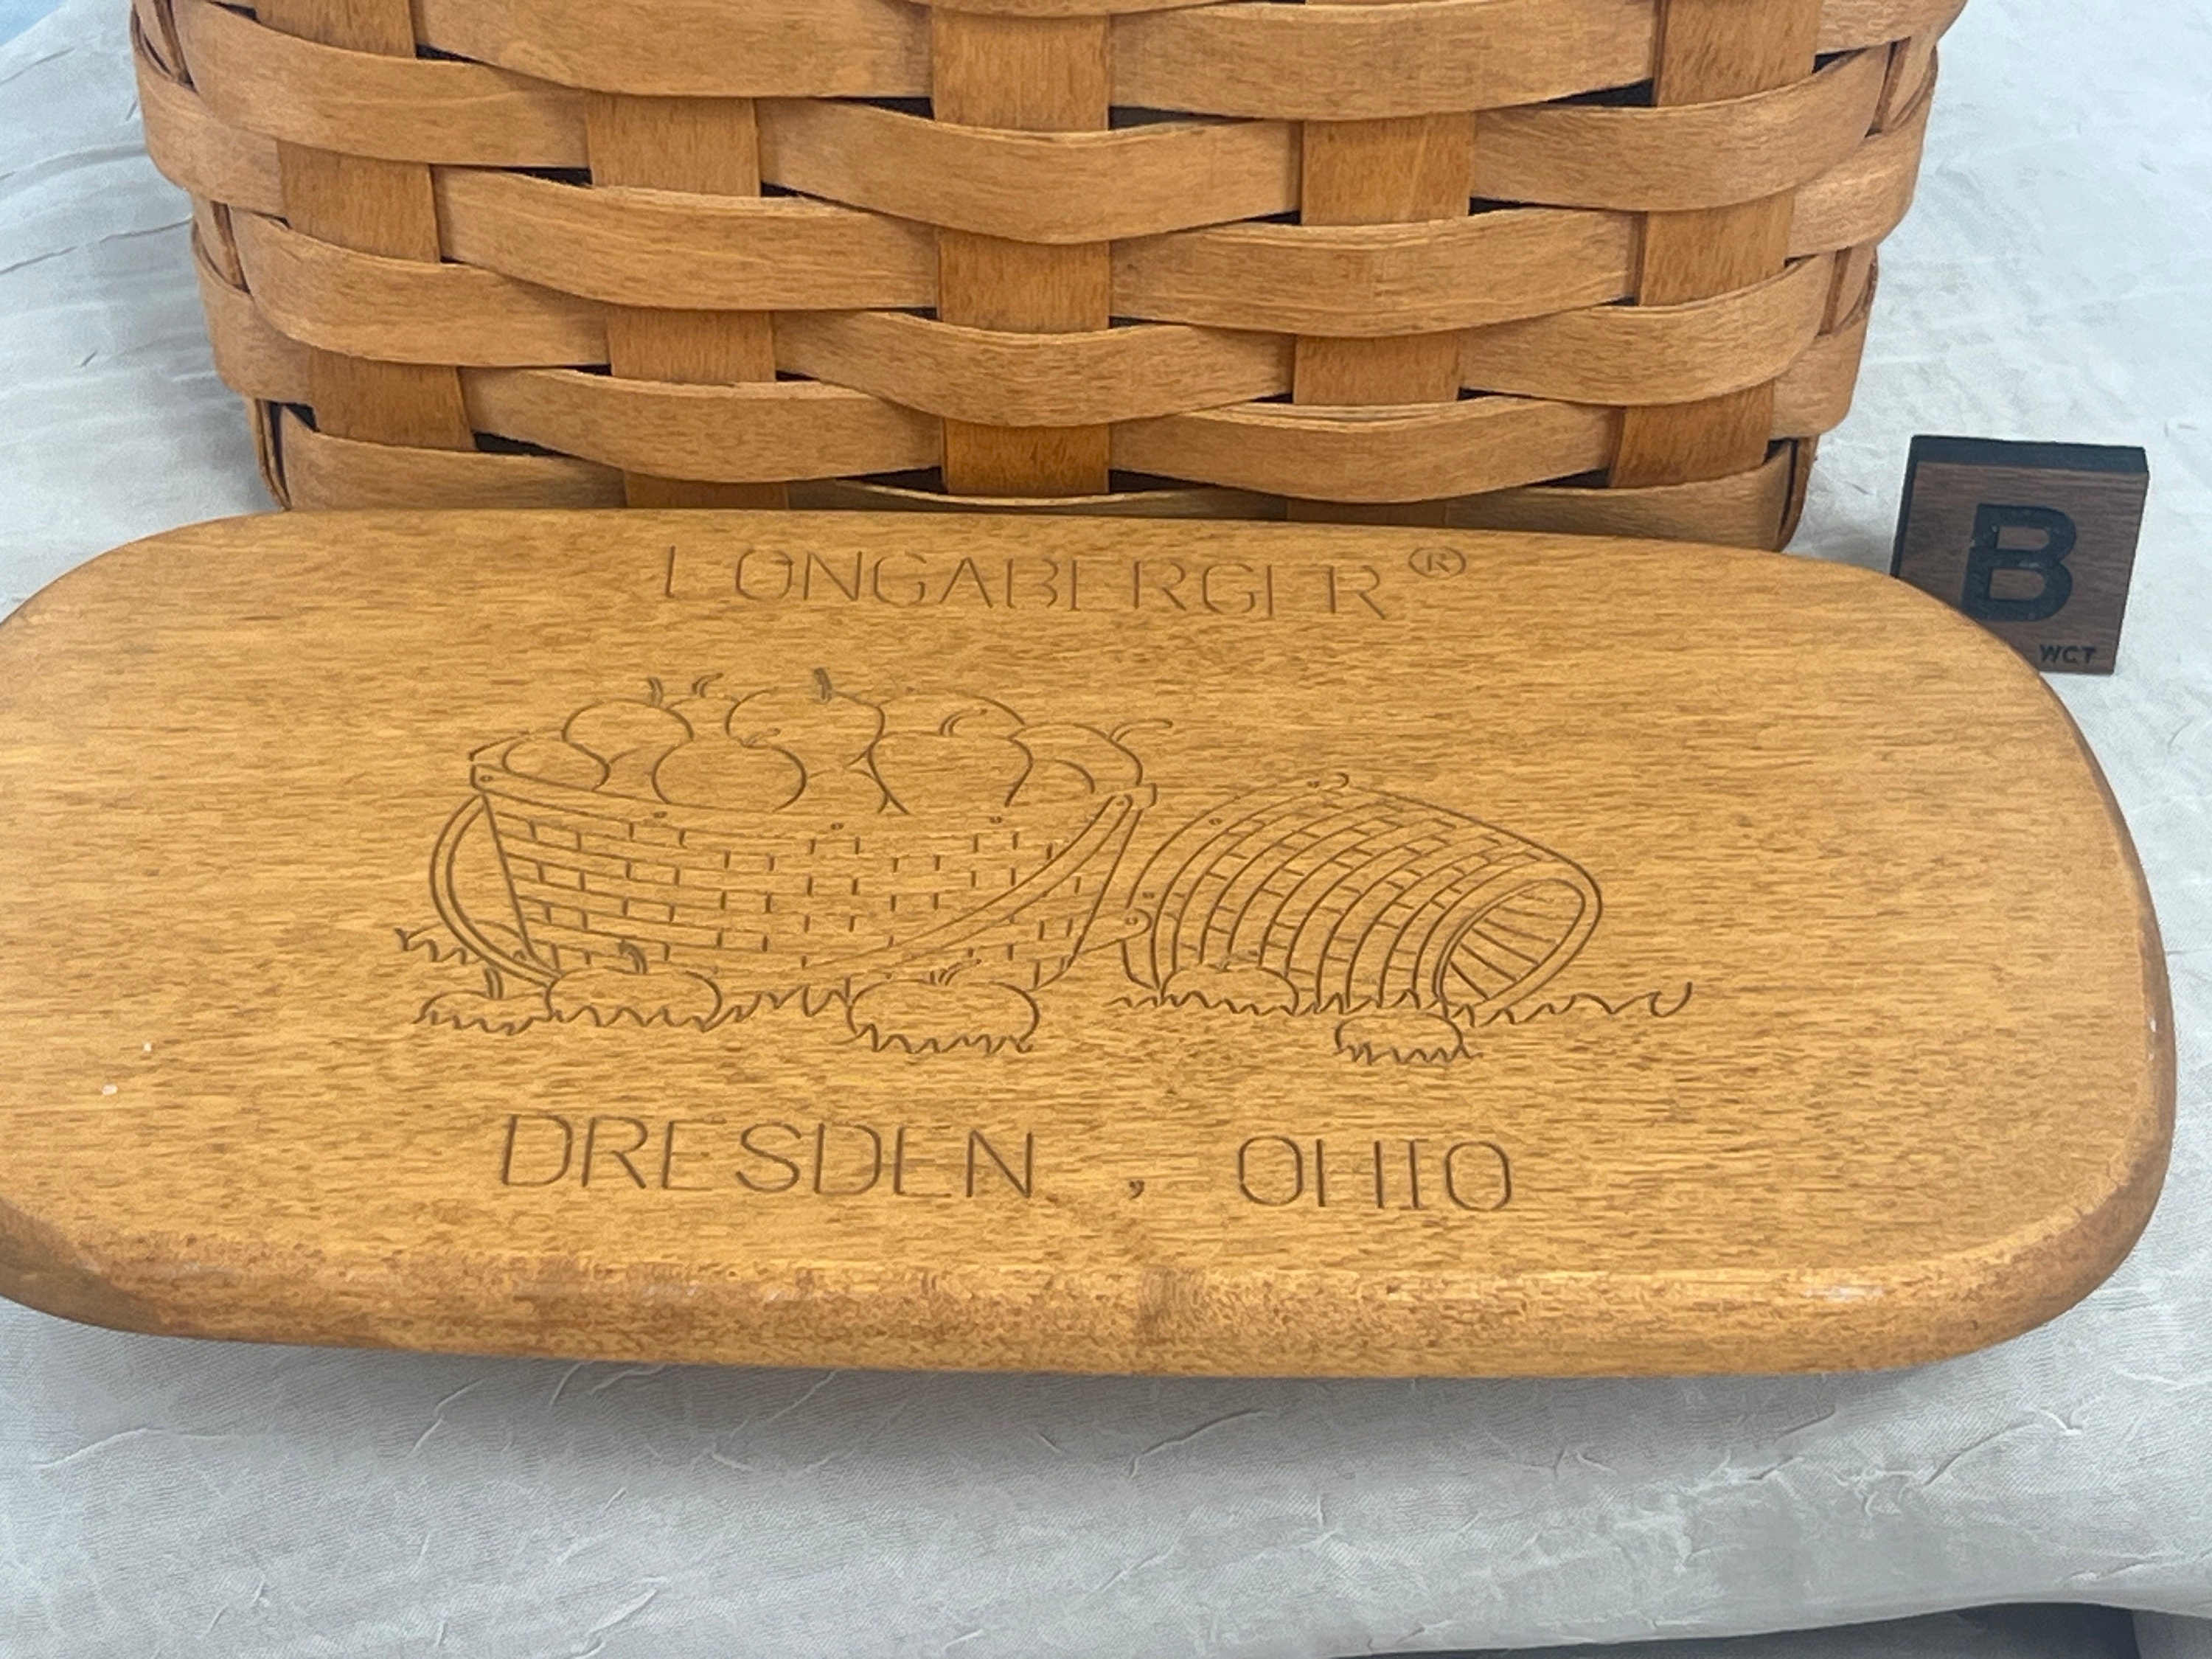 LONGABERGER®
B
WCT
DRESDEN, OHIO